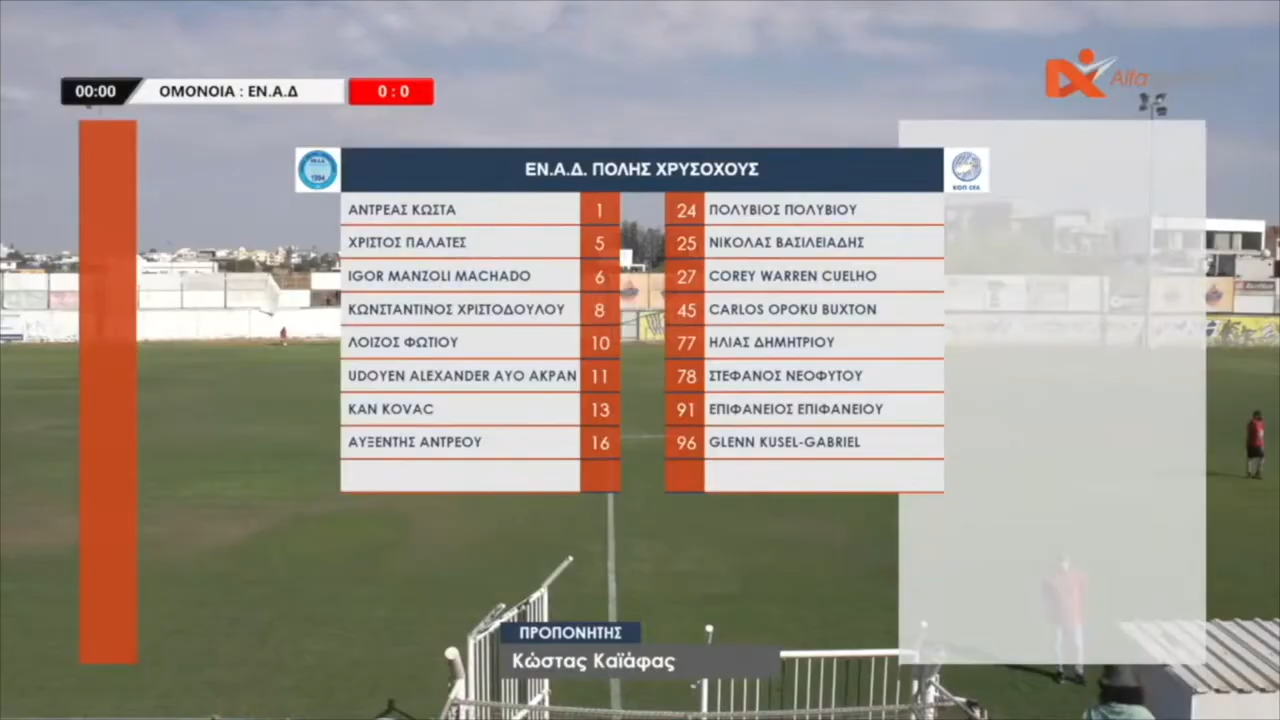 00:00 ΟΜΟΝΟΙΑ : ΕΝ.Α.Δ 0 : 0
Alfa
ΕΝ.Α.Δ. ΠΟΛΗΣ ΧΡΥΣΟΧΟΥΣ
1994
ΚΟΠ CFA
ΑΝΤΡΕΑΣ ΚΩΣΤΑ 1
ΧΡΙΣΤΟΣ ΠΑΛΑΤΕΣ 5
IGOR MANZOLI MACHADO 6
ΚΩΝΣΤΑΝΤΙΝΟΣ ΧΡΙΣΤΟΔΟΥΛΟΥ 8
ΛΟΙΖΟΣ ΦΩΤΙΟΥ 10
UDOYEN ALEXANDER AYO AKPAN 11
KAN KOVAC 13
ΑΥΞΕΝΤΗΣ ΑΝΤΡΕΟΥ 16
24 ΠΟΛΥΒΙΟΣ ΠΟΛΥΒΙΟΥ
25 ΝΙΚΟΛΑΣ ΒΑΣΙΛΕΙΑΔΗΣ
27 COREY WARREN CUELHO
45 CARLOS OPOKU BUXTON
77 ΗΛΙΑΣ ΔΗΜΗΤΡΙΟΥ
78 ΣΤΕΦΑΝΟΣ ΝΕΟΦΥΤΟΥ
91 ΕΠΙΦΑΝΕΙΟΣ ΕΠΙΦΑΝΕΙΟΥ
96 GLENN KUSEL-GABRIEL
ΠΡΟΠΟΝΗΤΗΣ
Κώστας Καϊάφας